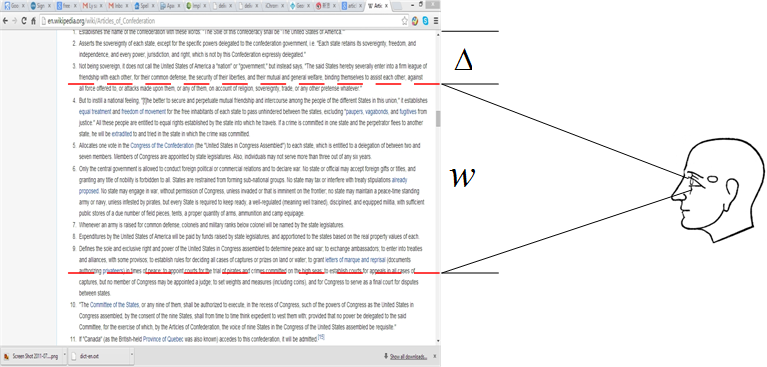 en.wikipedia.org/wiki/Articles_of_Confederation
1. Establishes the name of the confederation with these words: "The Stile of this confederacy shall be 'The United States of America.'"
2. Asserts the sovereignty of each state, except for the specific powers delegated to the confederation government, i.e. "Each state retains its sovereignty, freedom, and
independence, and every power, jurisdiction, and right, which is not by this Confederation expressly delegated."
3. Not being sovereign, it does not call the United States of America a "nation" or "government," but instead says, "The said States hereby severally enter into a firm league of
friendship with each other, for their common defense, the security of their liberties, and their mutual and general welfare, binding themselves to assist each other, against
all force offered to, or attacks made upon them, or any of them, on account of religion, sovereignty, trade, or any other pretense whatever."
4. But to instill a national feeling, "[t]he better to secure and perpetuate mutual friendship and intercourse among the people of the different States in this union," it establishes
equal treatment and freedom of movement for the free inhabitants of each state to pass unhindered between the states, excluding "paupers, vagabonds, and fugitives from
justice." All these people are entitled to equal rights established by the state into which he travels. If a crime is committed in one state and the perpetrator flees to another
state, he will be extradited to and tried in the state in which the crime was committed.
5. Allocates one vote in the Congress of the Confederation (the "United States in Congress Assembled") to each state, which is entitled to a delegation of between two and
seven members. Members of Congress are appointed by state legislatures. Also, individuals may not serve more than three out of any six years.
6. Only the central government is allowed to conduct foreign political or commercial relations and to declare war. No state or official may accept foreign gifts or titles, and
granting any title of nobility is forbidden to all. States are restrained from forming sub-national groups. No state may tax or interfere with treaty stipulations already
proposed. No state may engage in war, without permission of Congress, unless invaded or that is imminent on the frontier; no state may maintain a peace-time standing
army or navy, unless infested by pirates, but every State is required to keep ready, a well-regulated (meaning well trained), disciplined, and equipped militia, with sufficient
public stores of a due number of field pieces, tents, a proper quantity of arms, ammunition and camp equipage.
7. Whenever an army is raised for common defense, colonels and military ranks below colonel will be named by the state legislatures.
8. Expenditures by the United States of America will be paid by funds raised by state legislatures, and apportioned to the states based on the real property values of each.
9. Defines the sole and exclusive right and power of the United States in Congress assembled to determine peace and war; to exchange ambassadors; to enter into treaties
and alliances, with some provisos; to establish rules for deciding all cases of captures or prizes on land or water; to grant letters of marque and reprisal (documents
authorizing privateers) in times of peace; to appoint courts for the trial of pirates and crimes committed on the high seas; to establish courts for appeals in all cases of
captures, but no member of Congress may be appointed a judge; to set weights and measures (including coins), and for Congress to serve as a final court for disputes
between states.
10. "The Committee of the States, or any nine of them, shall be authorized to execute, in the recess of Congress, such of the powers of Congress as the United States in
Congress assembled, by the consent of the nine States, shall from time to time think expedient to vest them with; provided that no power be delegated to the said
Committee, for the exercise of which, by the Articles of Confederation, the voice of nine States in the Congress of the United States assembled be requisite."
11. If "Canada" (as the British-held Province of Quebec was also known) accedes to this confederation, it will be admitted.[15]
Screen Shot 2011-07....png
dict-en.oxt
Show all downloads...
Δ
w